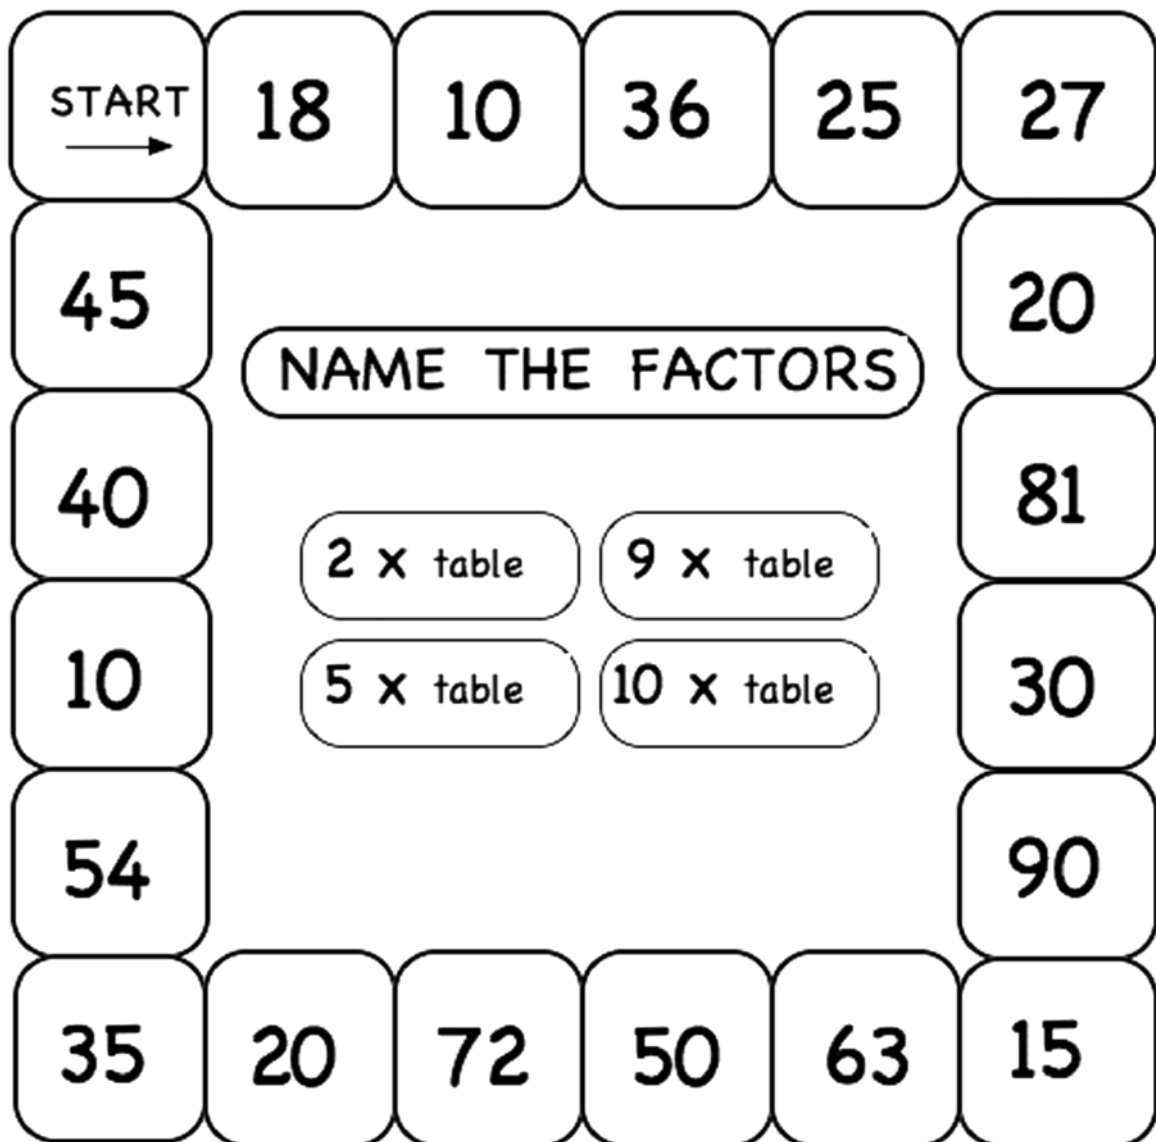 START 18 10 36 25 27
45 20
NAME THE FACTORS
40 81
2 x table 9 x table
5 x table 10 x table
10 30
54 90
35 20 72 50 63 15